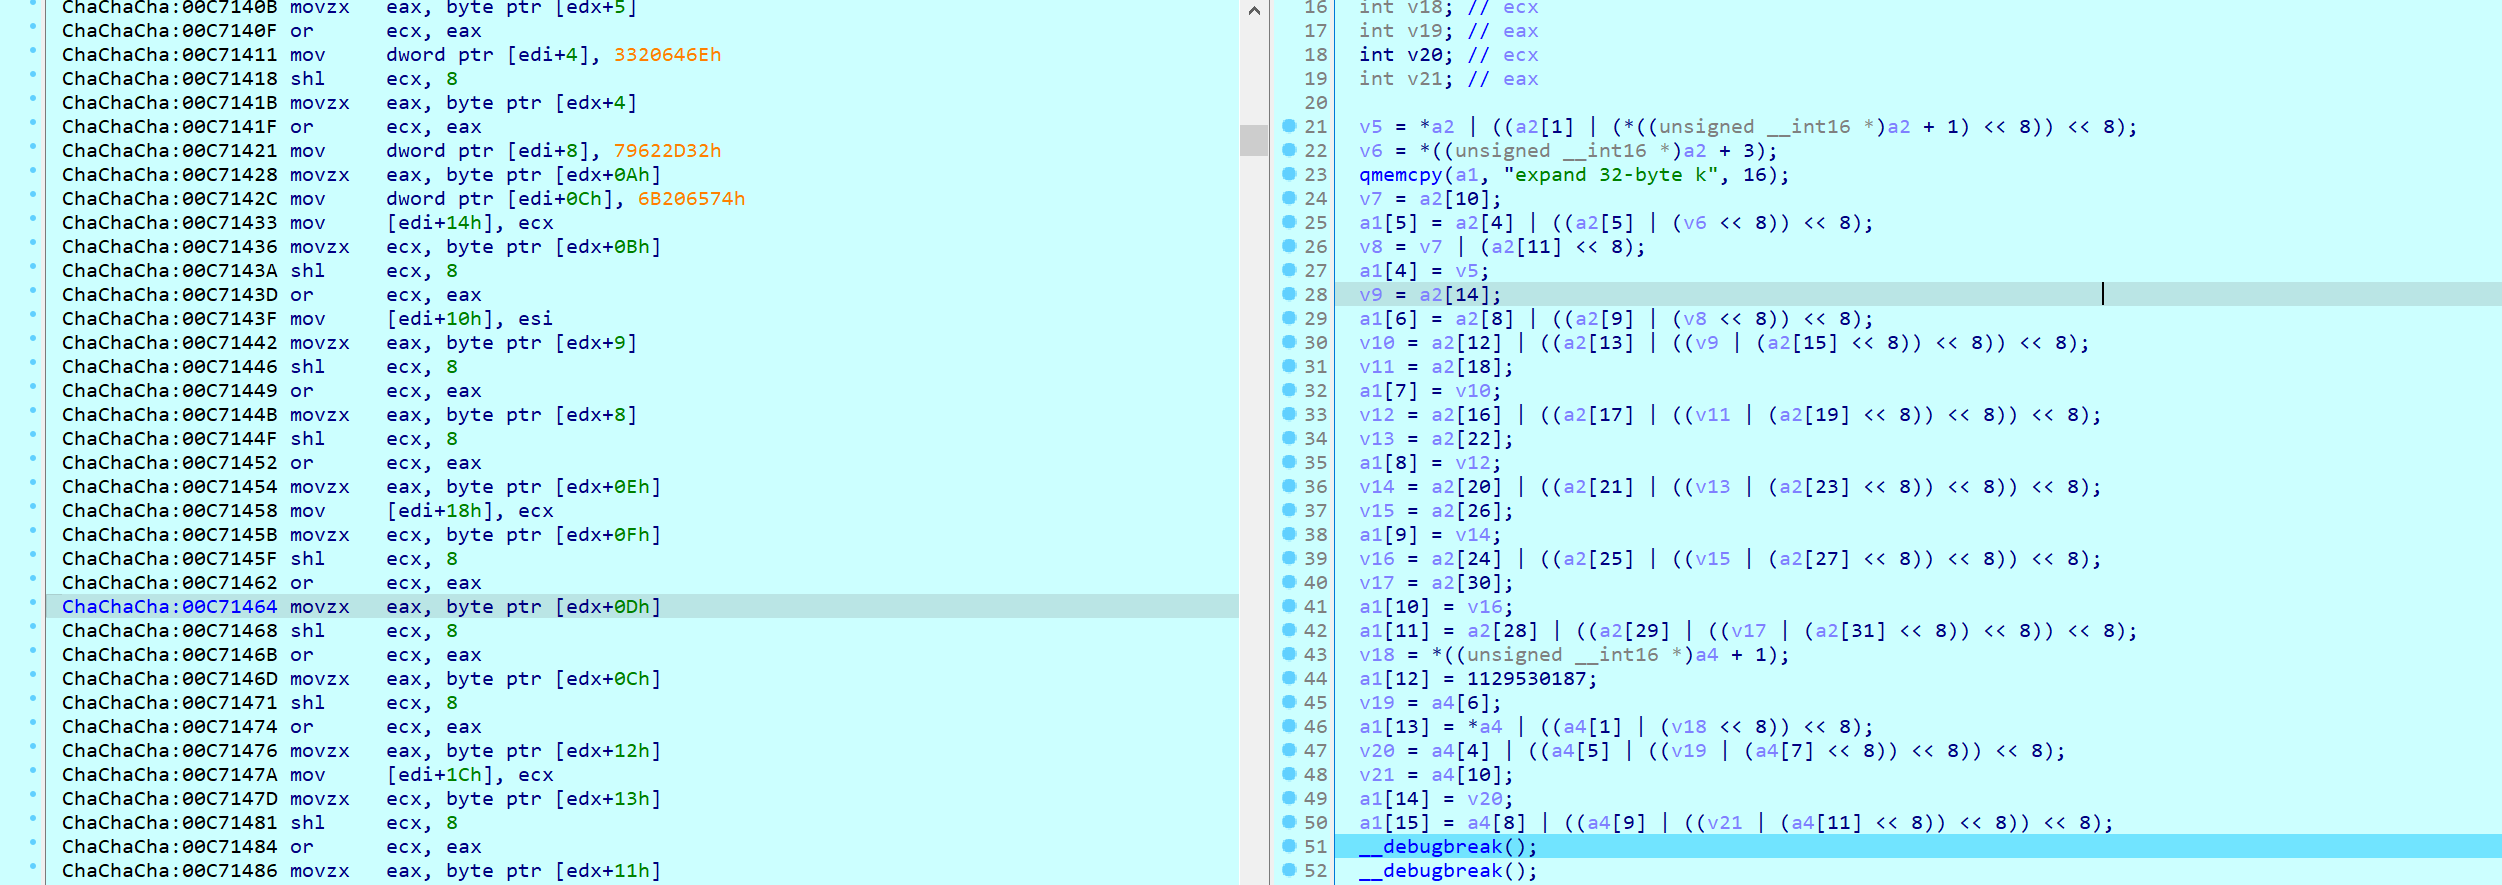 ChaChaCha:00C7140B movzx eax, byte ptr [edx+5]
ChaChaCha:00C7140F or ecx, eax
ChaChaCha:00C71411 mov dword ptr [edi+4], 3320646Eh
ChaChaCha:00C71418 shl ecx, 8
ChaChaCha:00C7141B movzx eax, byte ptr [edx+4]
ChaChaCha:00C7141F or ecx, eax
ChaChaCha:00C71421 mov dword ptr [edi+8], 79622D32h
ChaChaCha:00C71428 movzx eax, byte ptr [edx+0Ah]
ChaChaCha:00C7142C mov dword ptr [edi+0Ch], 6B206574h
ChaChaCha:00C71433 mov [edi+14h], ecx
ChaChaCha:00C71436 movzx ecx, byte ptr [edx+0Bh]
ChaChaCha:00C7143A shl ecx, 8
ChaChaCha:00C7143D or ecx, eax
ChaChaCha:00C7143F mov [edi+10h], esi
ChaChaCha:00C71442 movzx eax, byte ptr [edx+9]
ChaChaCha:00C71446 shl ecx, 8
ChaChaCha:00C71449 or ecx, eax
ChaChaCha:00C7144B movzx eax, byte ptr [edx+8]
ChaChaCha:00C7144F shl ecx, 8
ChaChaCha:00C71452 or ecx, eax
ChaChaCha:00C71454 movzx eax, byte ptr [edx+0Eh]
ChaChaCha:00C71458 mov [edi+18h], ecx
ChaChaCha:00C7145B movzx ecx, byte ptr [edx+0Fh]
ChaChaCha:00C7145F shl ecx, 8
ChaChaCha:00C71462 or ecx, eax
ChaChaCha:00C71464 movzx eax, byte ptr [edx+0Dh]
ChaChaCha:00C71468 shl ecx, 8
ChaChaCha:00C7146B or ecx, eax
ChaChaCha:00C7146D movzx eax, byte ptr [edx+0Ch]
ChaChaCha:00C71471 shl ecx, 8
ChaChaCha:00C71474 or ecx, eax
ChaChaCha:00C71476 movzx eax, byte ptr [edx+12h]
ChaChaCha:00C7147A mov [edi+1Ch], ecx
ChaChaCha:00C7147D movzx ecx, byte ptr [edx+13h]
ChaChaCha:00C71481 shl ecx, 8
ChaChaCha:00C71484 or ecx, eax
ChaChaCha:00C71486 movzx eax, byte ptr [edx+11h]
16 int v18; // ecx
17 int v19; // eax
18 int v20; // ecx
19 int v21; // eax
20
21 v5 = *a2 | ((a2[1] | (*((unsigned __int16 *)a2 + 1) << 8)) << 8);
22 v6 = *((unsigned __int16 *)a2 + 3);
23 qmemcpy(a1, "expand 32-byte k", 16);
24 v7 = a2[10];
25 a1[5] = a2[4] | ((a2[5] | (v6 << 8)) << 8);
26 v8 = v7 | (a2[11] << 8);
27 a1[4] = v5;
28 v9 = a2[14];
29 a1[6] = a2[8] | ((a2[9] | (v8 << 8)) << 8);
30 v10 = a2[12] | ((a2[13] | ((v9 | (a2[15] << 8)) << 8)) << 8);
31 v11 = a2[18];
32 a1[7] = v10;
33 v12 = a2[16] | ((a2[17] | ((v11 | (a2[19] << 8)) << 8)) << 8);
34 v13 = a2[22];
35 a1[8] = v12;
36 v14 = a2[20] | ((a2[21] | ((v13 | (a2[23] << 8)) << 8)) << 8);
37 v15 = a2[26];
38 a1[9] = v14;
39 v16 = a2[24] | ((a2[25] | ((v15 | (a2[27] << 8)) << 8)) << 8);
40 v17 = a2[30];
41 a1[10] = v16;
42 a1[11] = a2[28] | ((a2[29] | ((v17 | (a2[31] << 8)) << 8)) << 8);
43 v18 = *((unsigned __int16 *)a4 + 1);
44 a1[12] = 1129530187;
45 v19 = a4[6];
46 a1[13] = *a4 | ((a4[1] | (v18 << 8)) << 8);
47 v20 = a4[4] | ((a4[5] | ((v19 | (a4[7] << 8)) << 8)) << 8);
48 v21 = a4[10];
49 a1[14] = v20;
50 a1[15] = a4[8] | ((a4[9] | ((v21 | (a4[11] << 8)) << 8)) << 8);
51 __debugbreak();
52 __debugbreak();